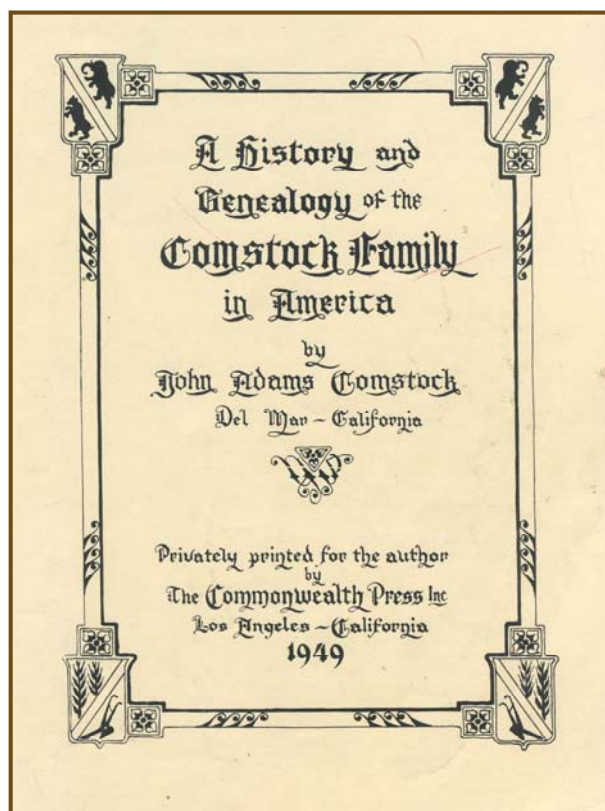 A History and
Genealogy of the
Comstock Family
in America
by
John Adams Comstock
Del Mar - California
Privately printed for the author
by
The Commonwealth Press Inc
Los Angeles - California
1949